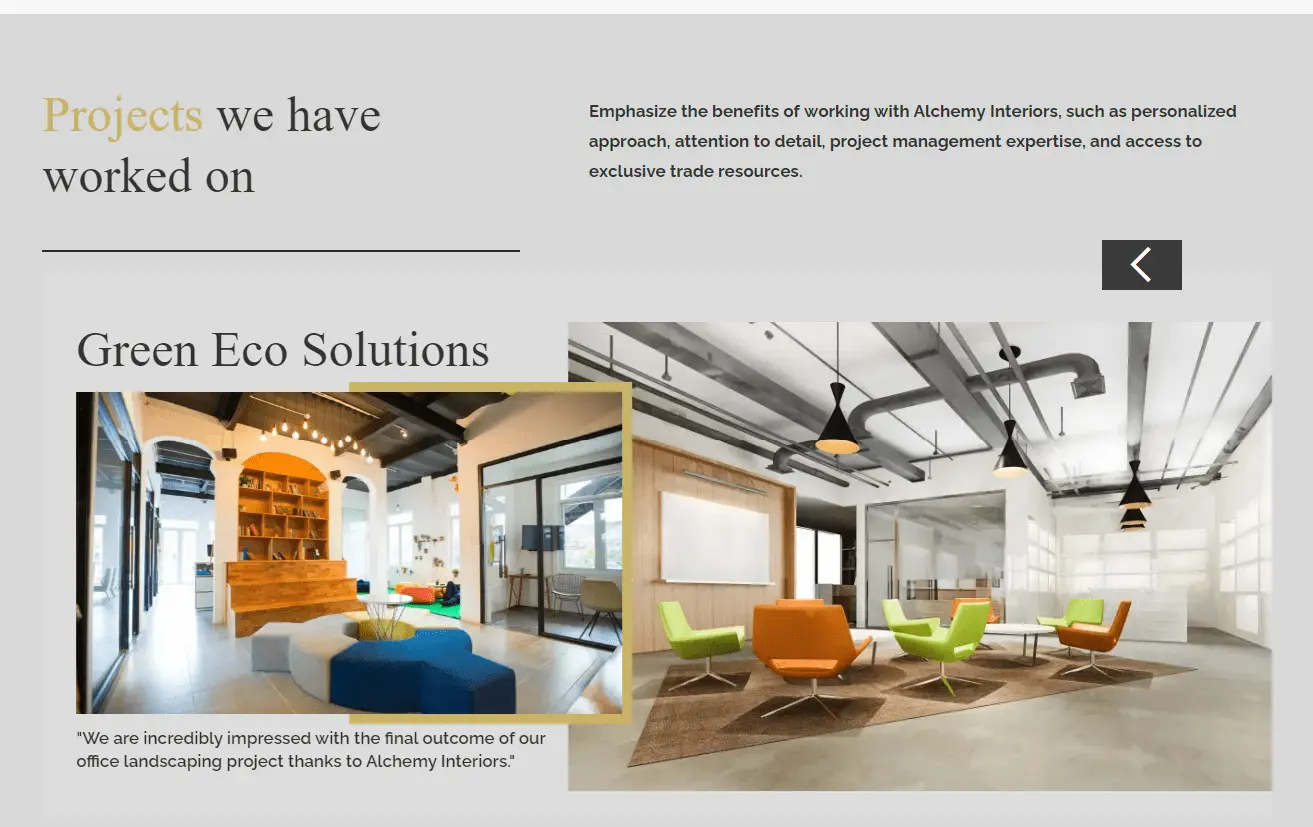 Projects we have
worked on
Emphasize the benefits of working with Alchemy Interiors, such as personalized
approach, attention to detail, project management expertise, and access to
exclusive trade resources.
Green Eco Solutions
"We are incredibly impressed with the final outcome of our
office landscaping project thanks to Alchemy Interiors."